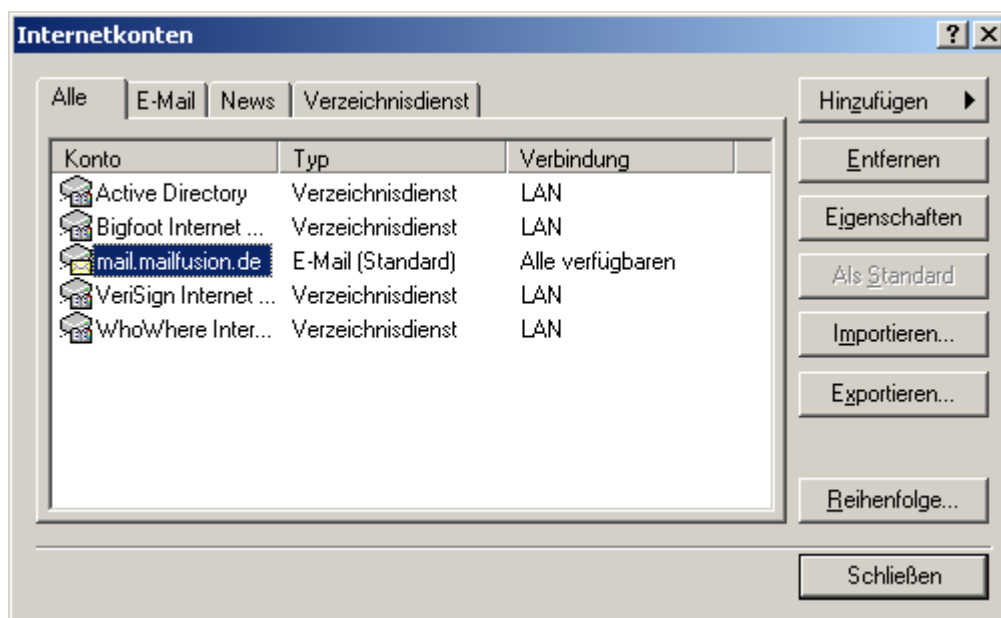 Internetkonten
Alle E-Mail News Verzeichnisdienst
Konto Typ Verbindung
Active Directory Verzeichnisdienst LAN
Bigfoot Internet ... Verzeichnisdienst LAN
mail.mailfusion.de E-Mail (Standard) Alle verfügbaren
VeriSign Internet ... Verzeichnisdienst LAN
WhoWhere Inter... Verzeichnisdienst LAN
Hinzufügen
Entfernen
Eigenschaften
Als Standard
Importieren...
Exportieren...
Reihenfolge...
Schließen